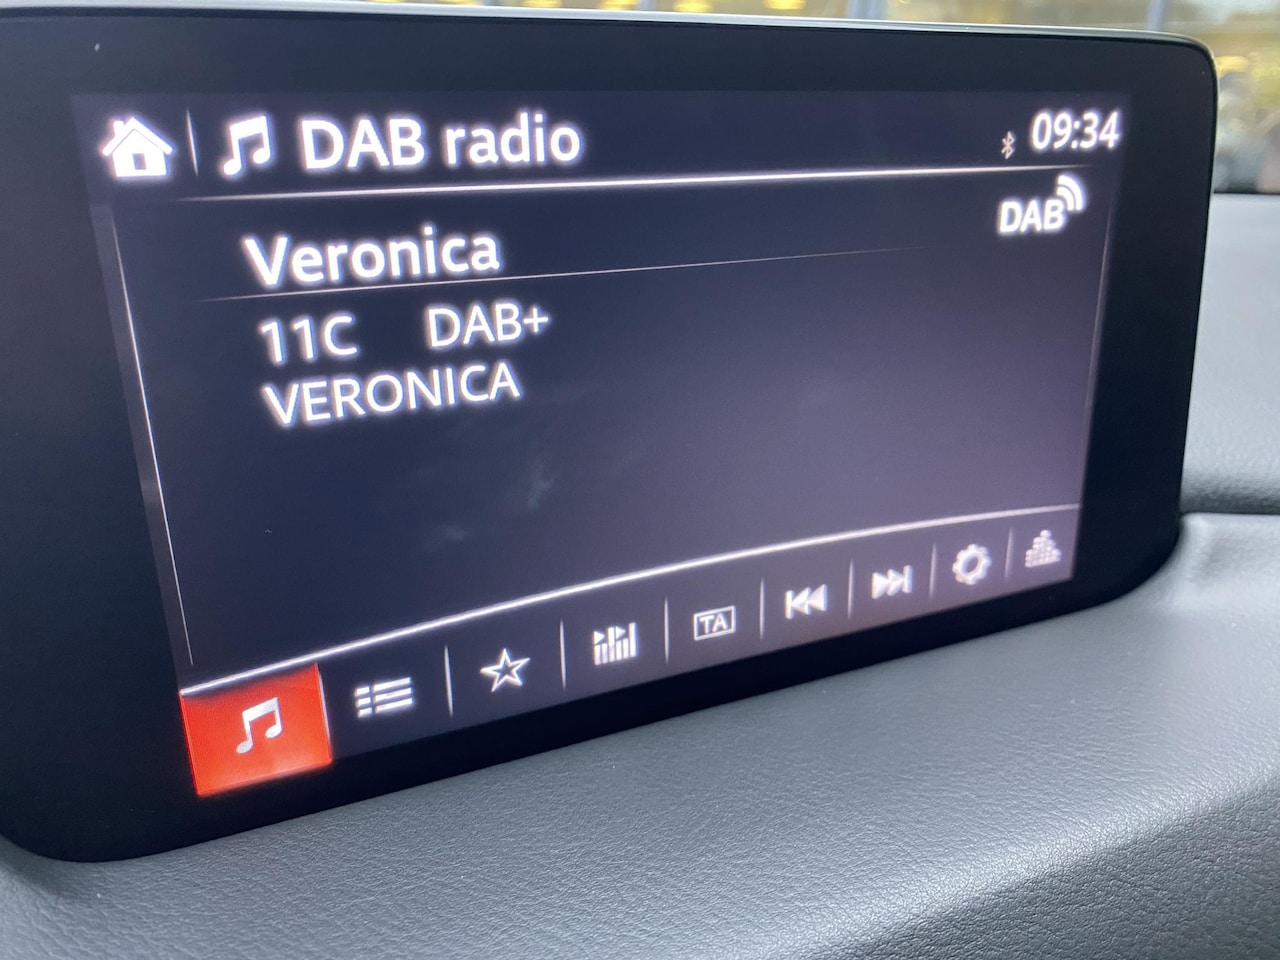 DAB radio
09:34
DAB
Veronica
11C DAB+
VERONICA
TA